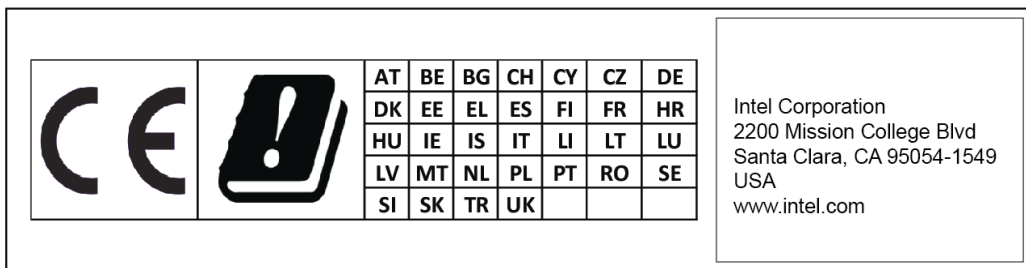 CE
!
AT BE BG CH CY CZ DE
DK EE EL ES FI FR HR
HU IE IS IT LI LT LU
LV MT NL PL PT RO SE
SI SK TR UK
Intel Corporation
2200 Mission College Blvd
Santa Clara, CA 95054-1549
USA
www.intel.com